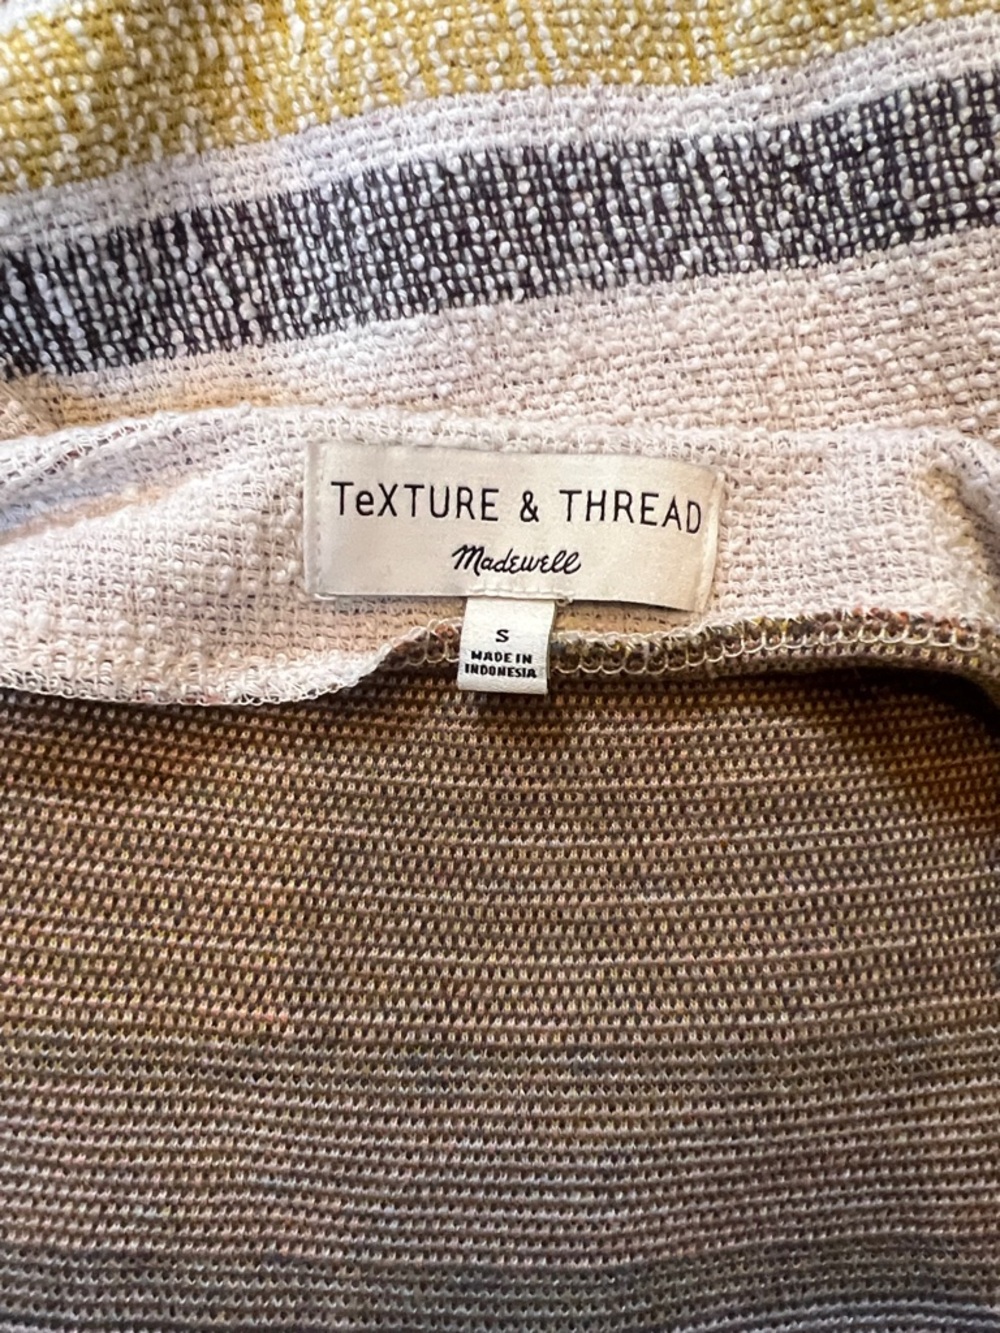 TeXTURE & THREAD
Madewell
S
MADE IN
INDONESIA